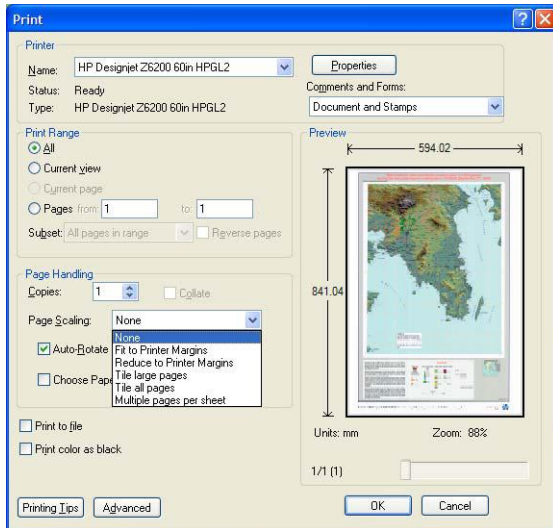 Print
Printer
Name: HP Designjet Z6200 60in HPGL2
Properties
Status: Ready
Comments and Forms:
Type: HP Designjet Z6200 60in HPGL2
Document and Stamps
Print Range
All
Current view
Current page
Pages from: 1 to: 1
Subset: All pages in range
Reverse pages
Page Handling
Copies: 1
Collate
Page Scaling: None
None
Auto-Rotate
Fit to Printer Margins
Reduce to Printer Margins
Tile large pages
Choose Pape
Tile all pages
Multiple pages per sheet
Print to file
Print color as black
Preview
594.02
841.04
Units: mm
Zoom: 88%
1/1 (1)
Printing Tips
Advanced
OK
Cancel